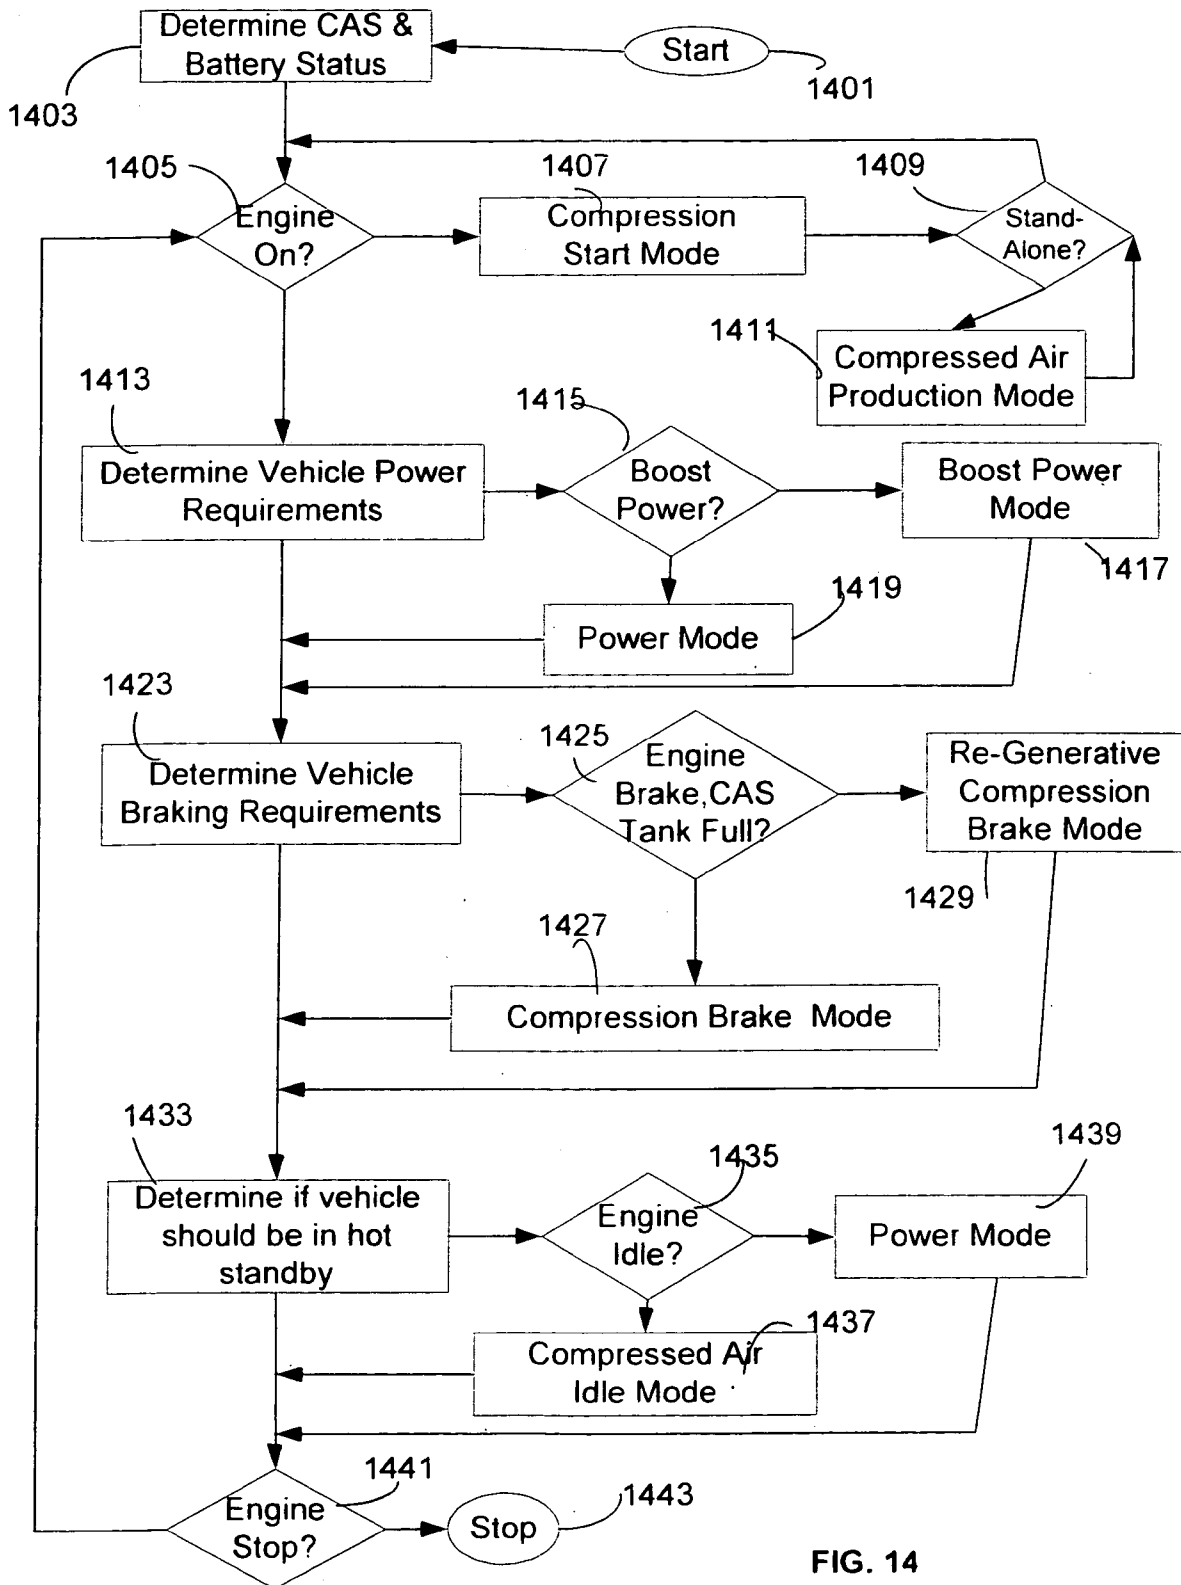 Determine CAS &
Battery Status
Start
1403
1401
1405
1407
1409
Engine
On?
Compression
Start Mode
Stand-
Alone?
1411
Compressed Air
Production Mode
1413
1415
Determine Vehicle Power
Requirements
Boost
Power?
Boost Power
Mode
1417
1419
Power Mode
1423
1425
Determine Vehicle
Braking Requirements
Engine
Brake,CAS
Tank Full?
Re-Generative
Compression
Brake Mode
1429
1427
Compression Brake Mode
1433
1435
1439
Determine if vehicle
should be in hot
standby
Engine
Idle?
Power Mode
1437
Compressed Air
Idle Mode
1441
1443
Engine
Stop?
Stop
FIG. 14